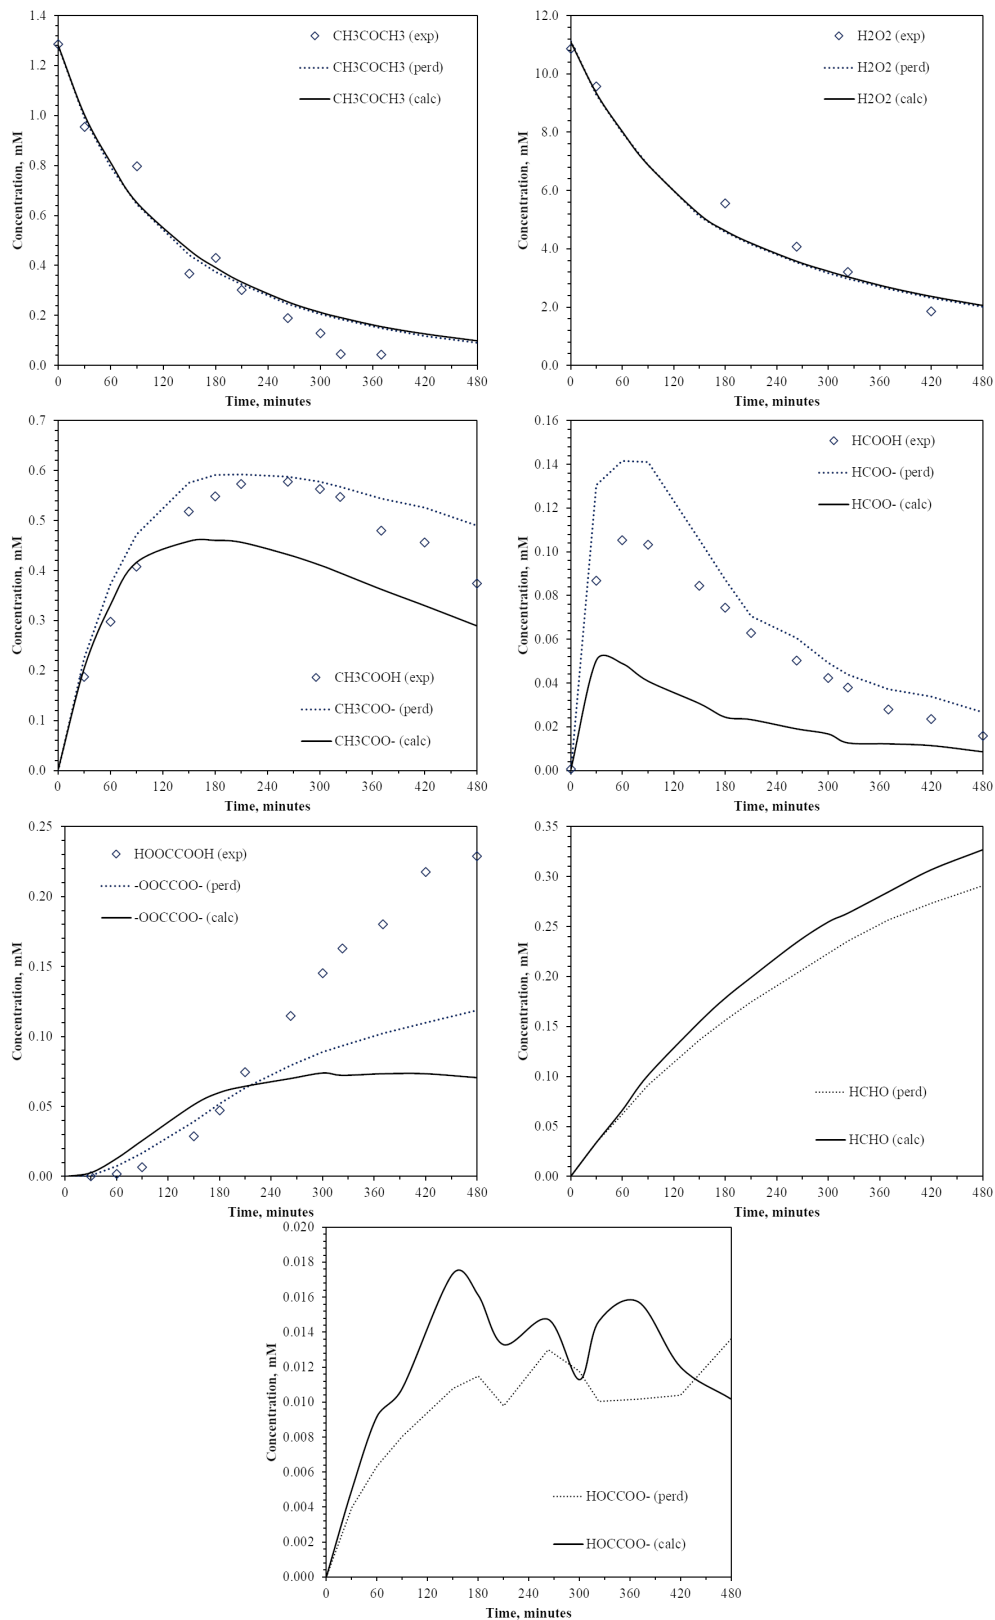 1.4
1.2
1.0
0.8
0.6
0.4
0.2
0.0
0 60 120 180 240 300 360 420 480
Concentration, mM
Time, minutes
CH3COCH3 (exp)
CH3COCH3 (perd)
CH3COCH3 (calc)
12.0
10.0
8.0
6.0
4.0
2.0
0.0
0 60 120 180 240 300 360 420 480
Concentration, mM
Time, minutes
H2O2 (exp)
H2O2 (perd)
H2O2 (calc)
0.7
0.6
0.5
0.4
0.3
0.2
0.1
0.0
0 60 120 180 240 300 360 420 480
Concentration, mM
Time, minutes
CH3COOH (exp)
CH3COO- (perd)
CH3COO- (calc)
0.16
0.14
0.12
0.10
0.08
0.06
0.04
0.02
0.00
0 60 120 180 240 300 360 420 480
Concentration, mM
Time, minutes
HCOOH (exp)
HCOO- (perd)
HCOO- (calc)
0.25
0.20
0.15
0.10
0.05
0.00
0 60 120 180 240 300 360 420 480
Concentration, mM
Time, minutes
HOOCCOOH (exp)
-OOCCOO- (perd)
-OOCCOO- (calc)
0.35
0.30
0.25
0.20
0.15
0.10
0.05
0.00
0 60 120 180 240 300 360 420 480
Concentration, mM
Time, minutes
HCHO (perd)
HCHO (calc)
0.020
0.018
0.016
0.014
0.012
0.010
0.008
0.006
0.004
0.002
0.000
0 60 120 180 240 300 360 420 480
Concentration, mM
Time, minutes
HOCCOO- (perd)
HOCCOO- (calc)